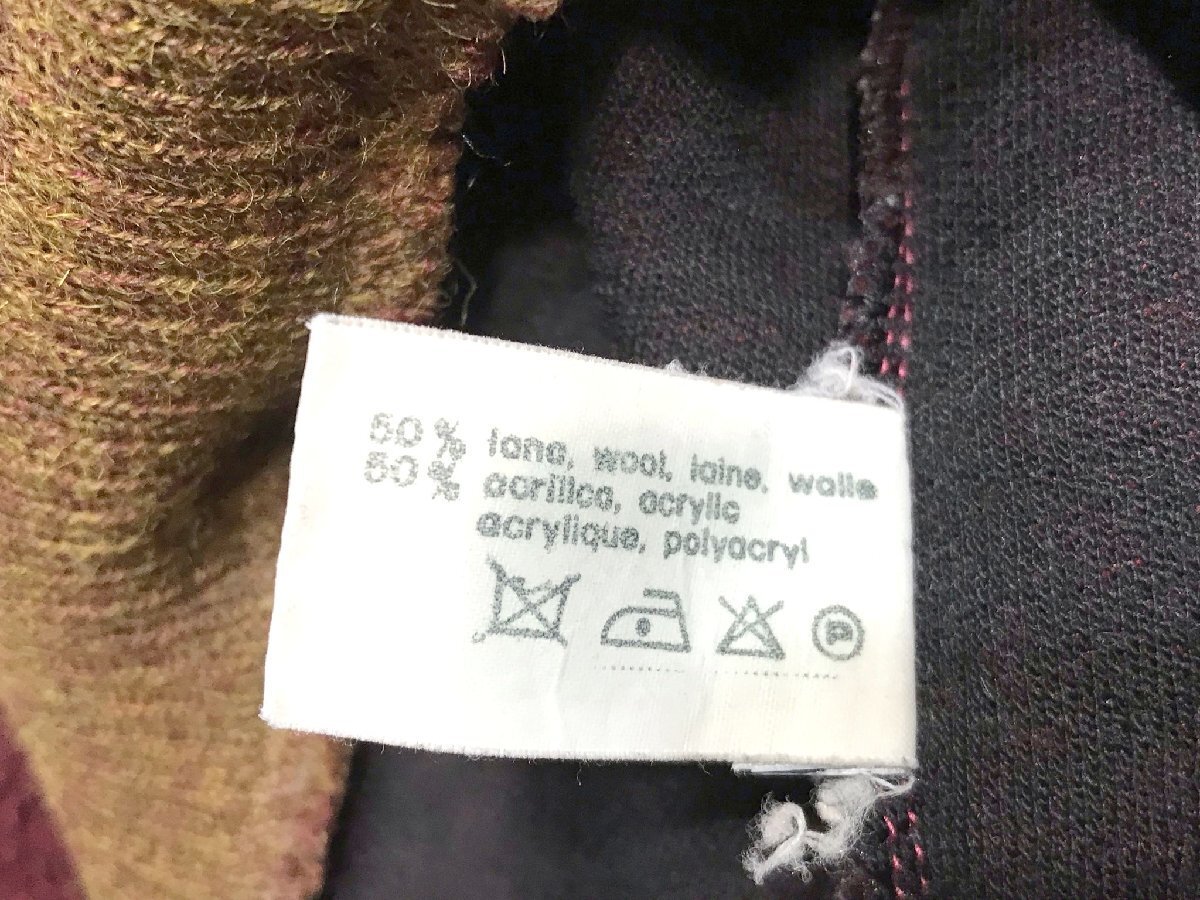 50% lana, wool, laine, wolle
50% acrilico, acrylic
acrylique, polyacryl
P